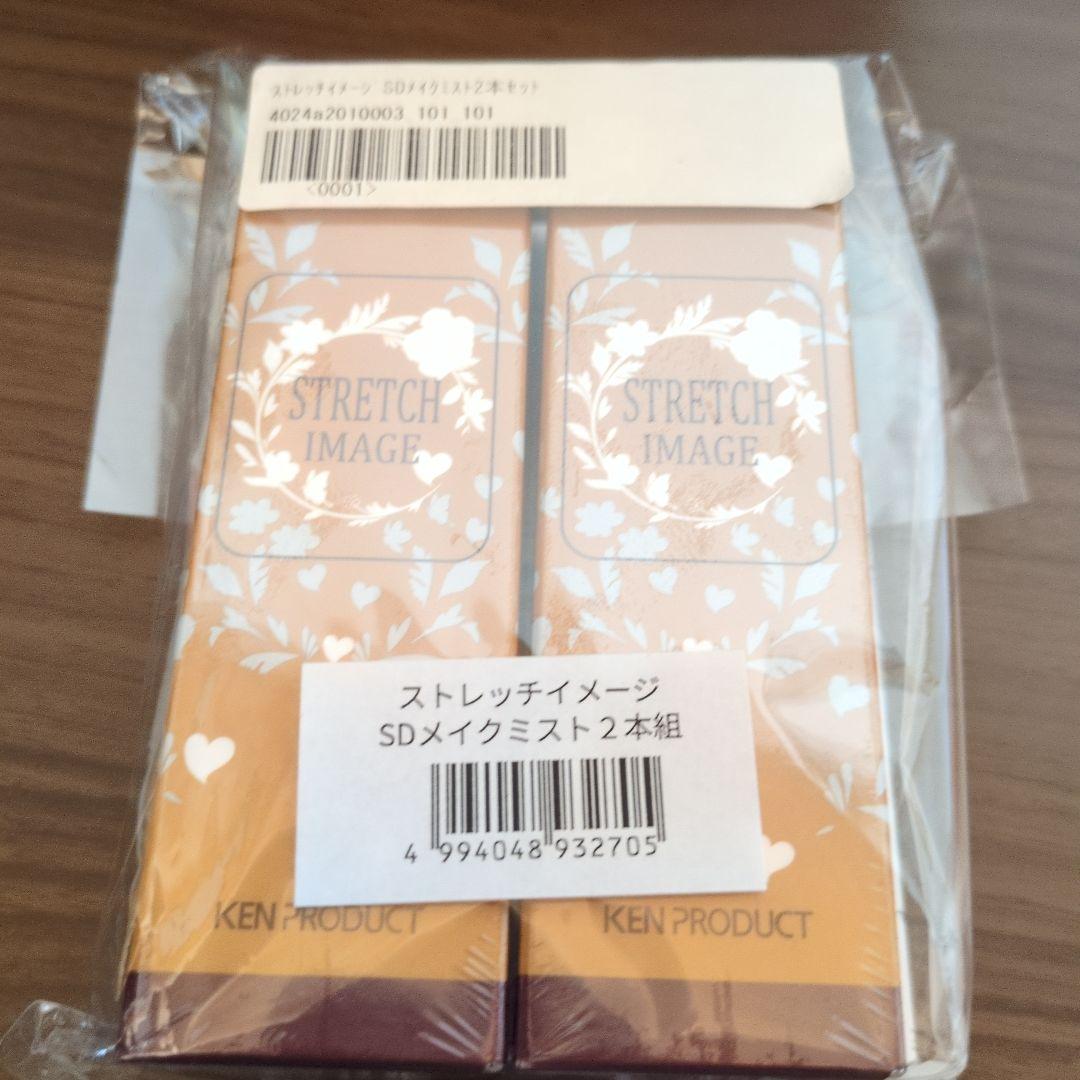 ストレッチイメージ SDメイクミスト2本セット
4024a2010003 101 101
<0001>
STRETCH
IMAGE
STRETCH
IMAGE
ストレッチイメージ
SDメイクミスト２本組
4 994048 932705
KEN PRODUCT
KEN PRODUCT